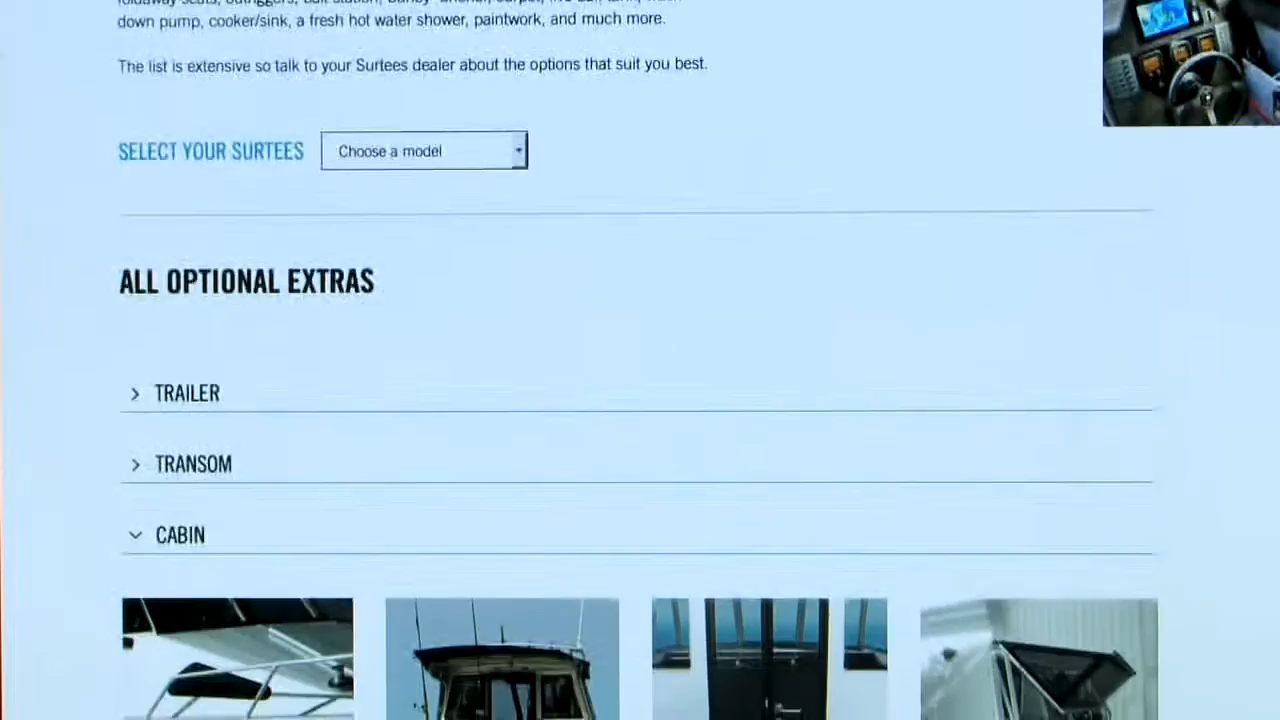 down pump, cooker/sink, a fresh hot water shower, paintwork, and much more.
The list is extensive so talk to your Surtees dealer about the options that suit you best.
SELECT YOUR SURTEES Choose a model
ALL OPTIONAL EXTRAS
TRAILER
TRANSOM
CABIN